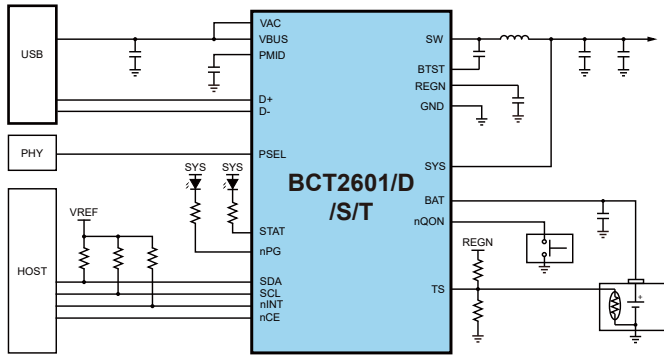 USB
PHY
HOST
VREF
SYS
SYS
VAC
VBUS
PMID
D+
D-
PSEL
STAT
nPG
SDA
SCL
nINT
nCE
BCT2601/D
/S/T
SW
BTST
REGN
GND
SYS
BAT
nQON
TS
REGN
+